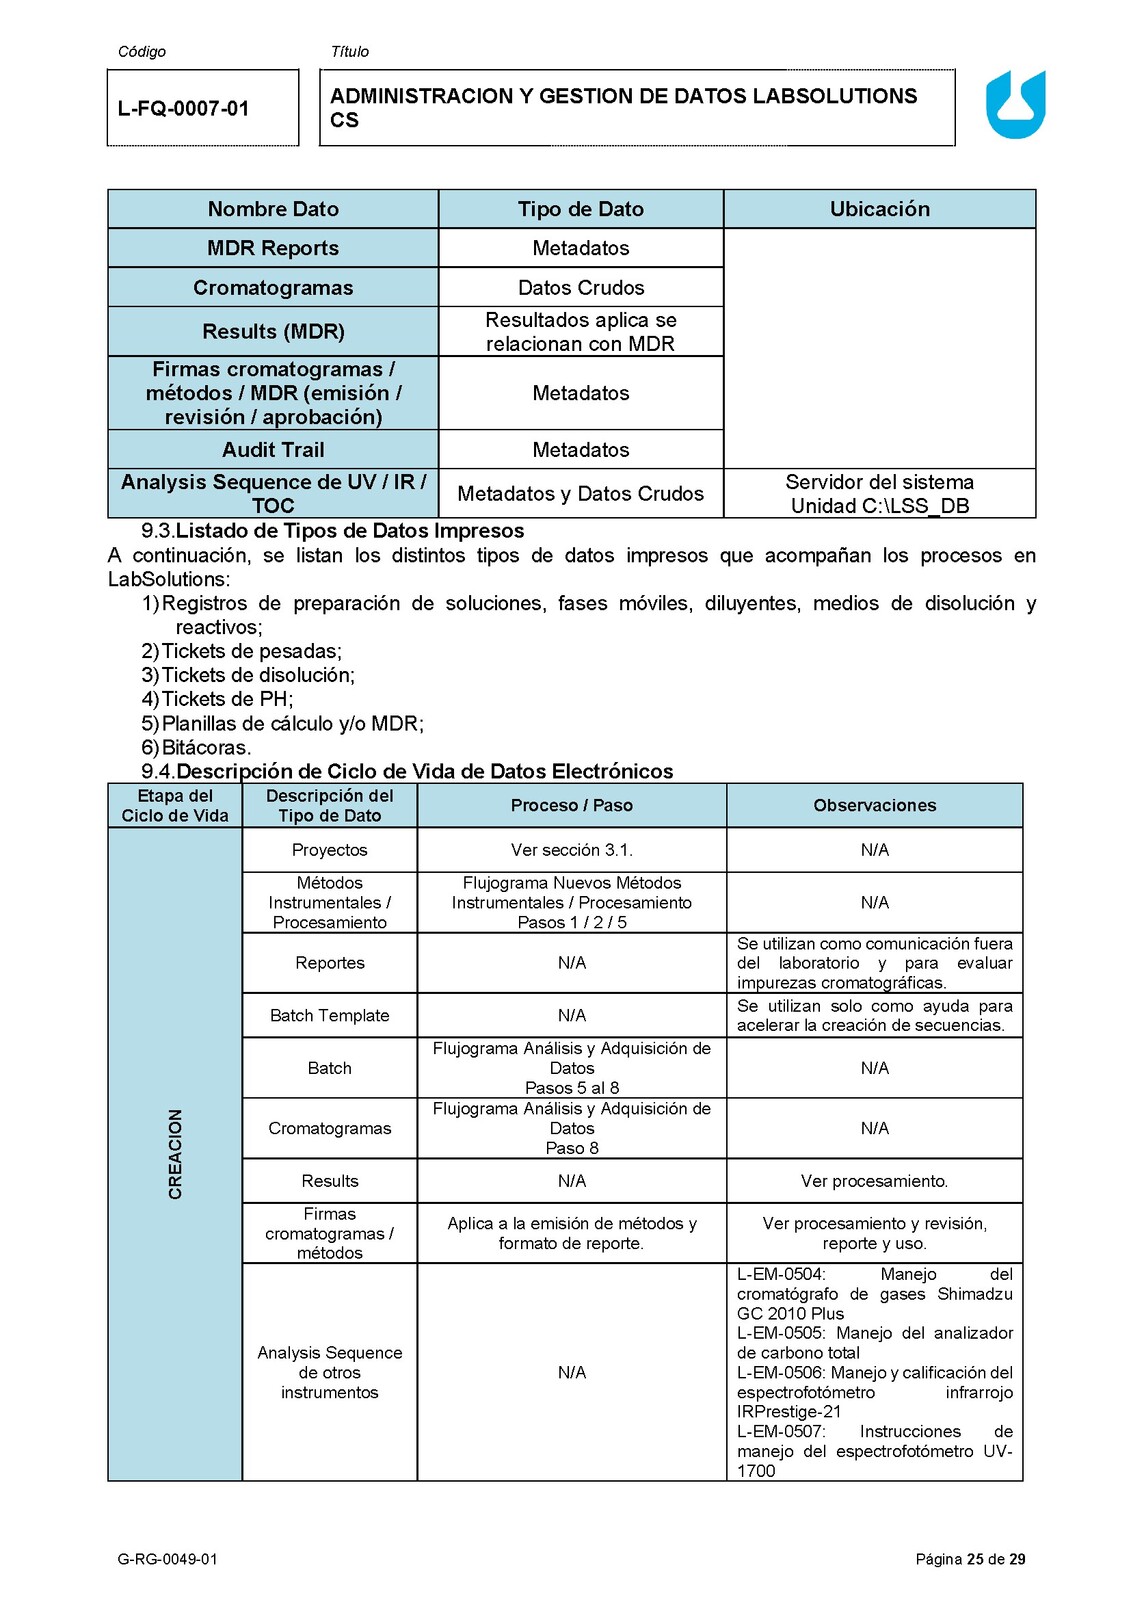 Código
Título
L-FQ-0007-01
ADMINISTRACION Y GESTION DE DATOS LABSOLUTIONS
CS
Nombre Dato
Tipo de Dato
Ubicación
MDR Reports
Metadatos
Cromatogramas
Datos Crudos
Results (MDR)
Resultados aplica se
relacionan con MDR
Firmas cromatogramas /
métodos / MDR (emisión /
revisión / aprobación)
Metadatos
Audit Trail
Metadatos
Analysis Sequence de UV / IR /
TOC
Metadatos y Datos Crudos
Servidor del sistema
Unidad C:\LSS_DB
9.3.Listado de Tipos de Datos Impresos
A continuación, se listan los distintos tipos de datos impresos que acompañan los procesos en
LabSolutions:
1) Registros de preparación de soluciones, fases móviles, diluyentes, medios de disolución y
reactivos;
2) Tickets de pesadas;
3) Tickets de disolución;
4) Tickets de PH;
5) Planillas de cálculo y/o MDR;
6) Bitácoras.
9.4.Descripción de Ciclo de Vida de Datos Electrónicos
Etapa del
Ciclo de Vida
Descripción del
Tipo de Dato
Proceso / Paso
Observaciones
CREACION
Proyectos
Ver sección 3.1.
N/A
Métodos
Instrumentales /
Procesamiento
Flujograma Nuevos Métodos
Instrumentales / Procesamiento
Pasos 1 / 2 / 5
N/A
Reportes
N/A
Se utilizan como comunicación fuera
del laboratorio y para evaluar
impurezas cromatográficas.
Batch Template
N/A
Se utilizan solo como ayuda para
acelerar la creación de secuencias.
Batch
Flujograma Análisis y Adquisición de
Datos
Pasos 5 al 8
N/A
Cromatogramas
Flujograma Análisis y Adquisición de
Datos
Paso 8
N/A
Results
N/A
Ver procesamiento.
Firmas
cromatogramas /
métodos
Aplica a la emisión de métodos y
formato de reporte.
Ver procesamiento y revisión,
reporte y uso.
Analysis Sequence
de otros
instrumentos
N/A
L-EM-0504: Manejo del
cromatógrafo de gases Shimadzu
GC 2010 Plus
L-EM-0505: Manejo del analizador
de carbono total
L-EM-0506: Manejo y calificación del
espectrofotómetro infrarrojo
IRPrestige-21
L-EM-0507: Instrucciones de
manejo del espectrofotómetro UV-
1700
G-RG-0049-01
Página 25 de 29